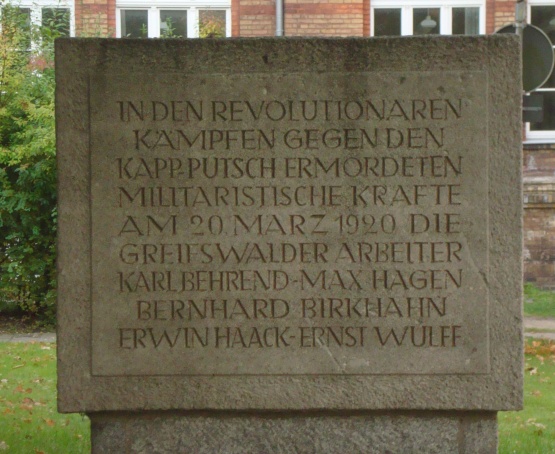 IN DEN REVOLUTIONÄREN
KÄMPFEN GEGEN DEN
KAPP-PUTSCH ERMORDETEN
MILITARISTISCHE KRÄFTE
AM 20. MÄRZ 1920 DIE
GREIFSWALDER ARBEITER
KARL BEHREND-MAX HAGEN
BERNHARD BIRKHAHN
ERWIN HAACK-ERNST WULFF